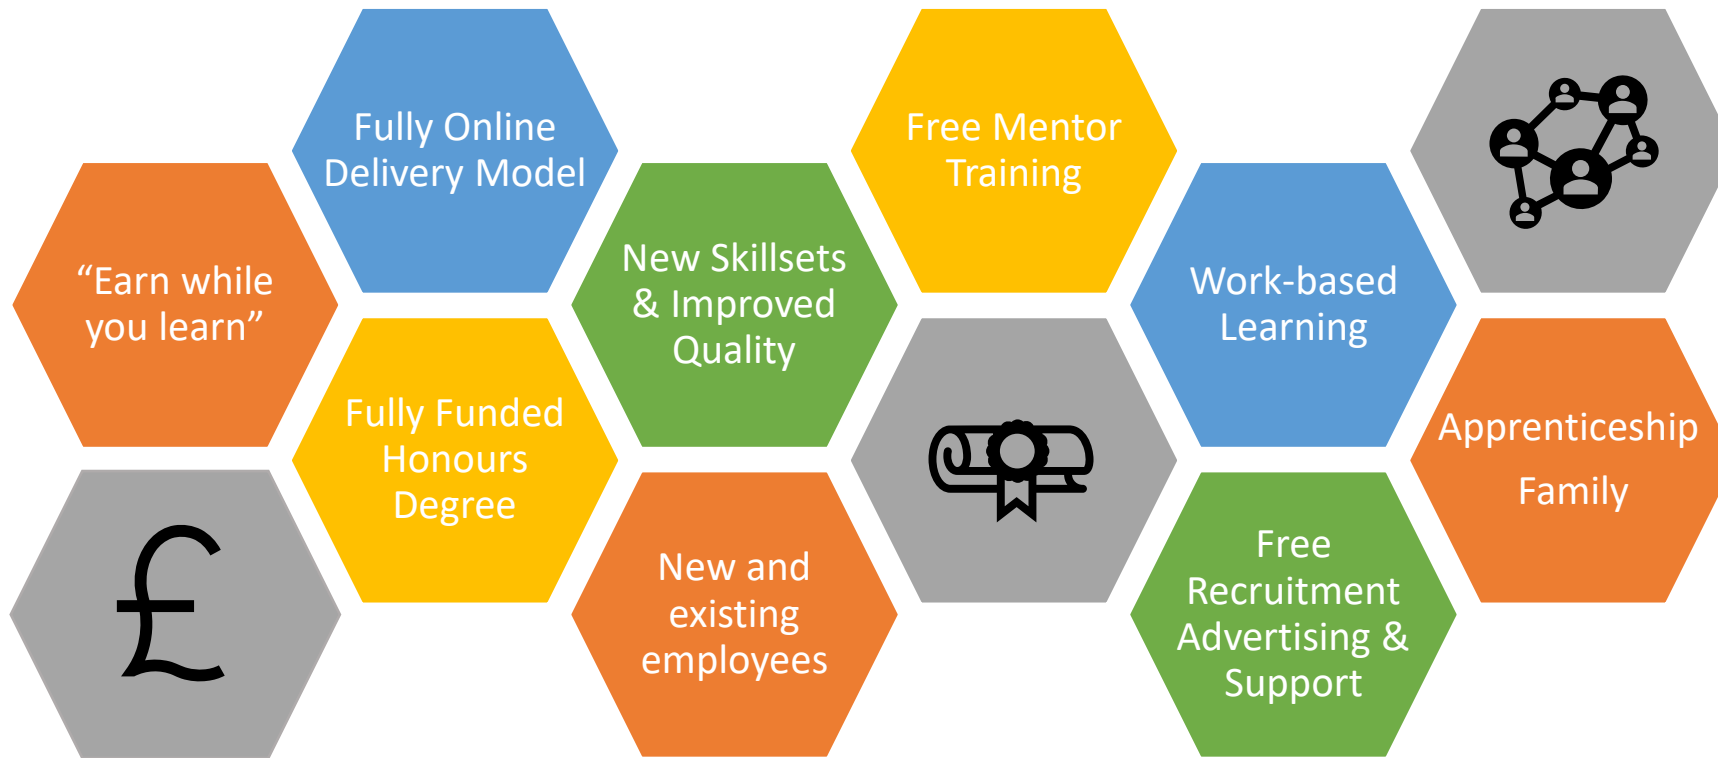 “Earn while
you learn”
Fully Online
Delivery Model
Fully Funded
Honours
Degree
£
New Skillsets
& Improved
Quality
New and
existing
employees
Free Mentor
Training
Work-based
Learning
Free
Recruitment
Advertising &
Support
Apprenticeship
Family